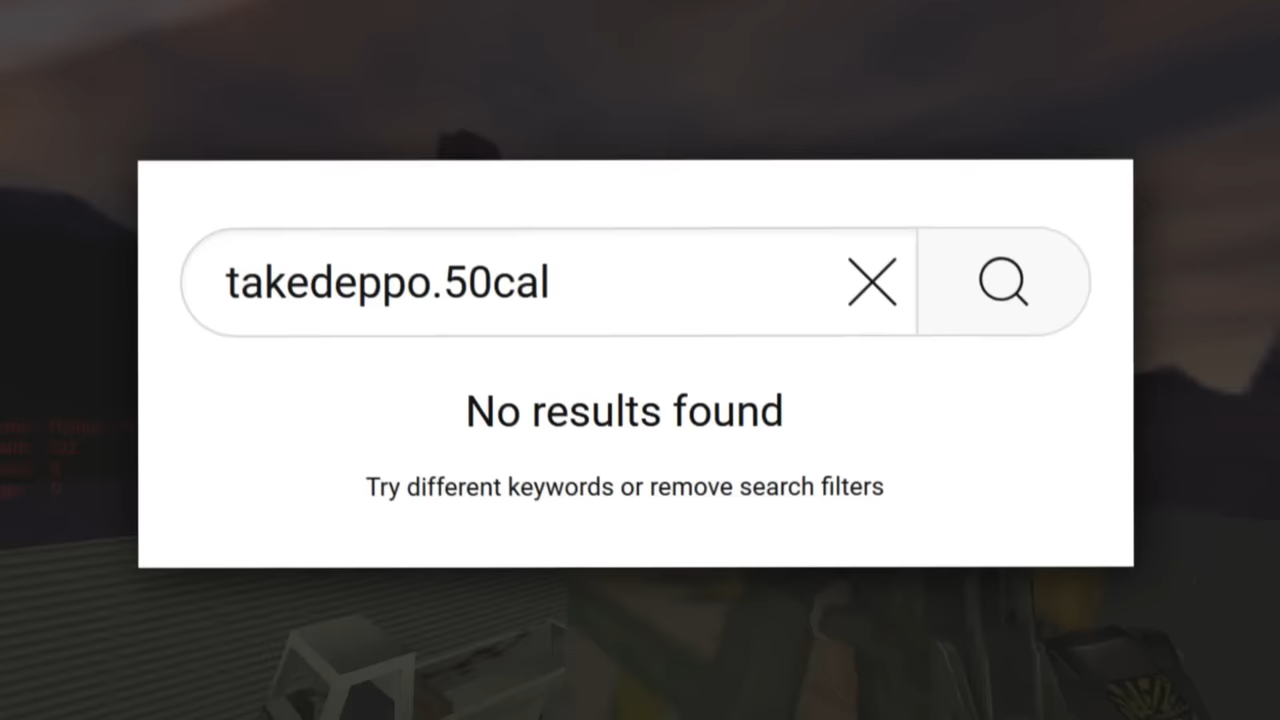 takedeppo.50cal
No results found
Try different keywords or remove search filters